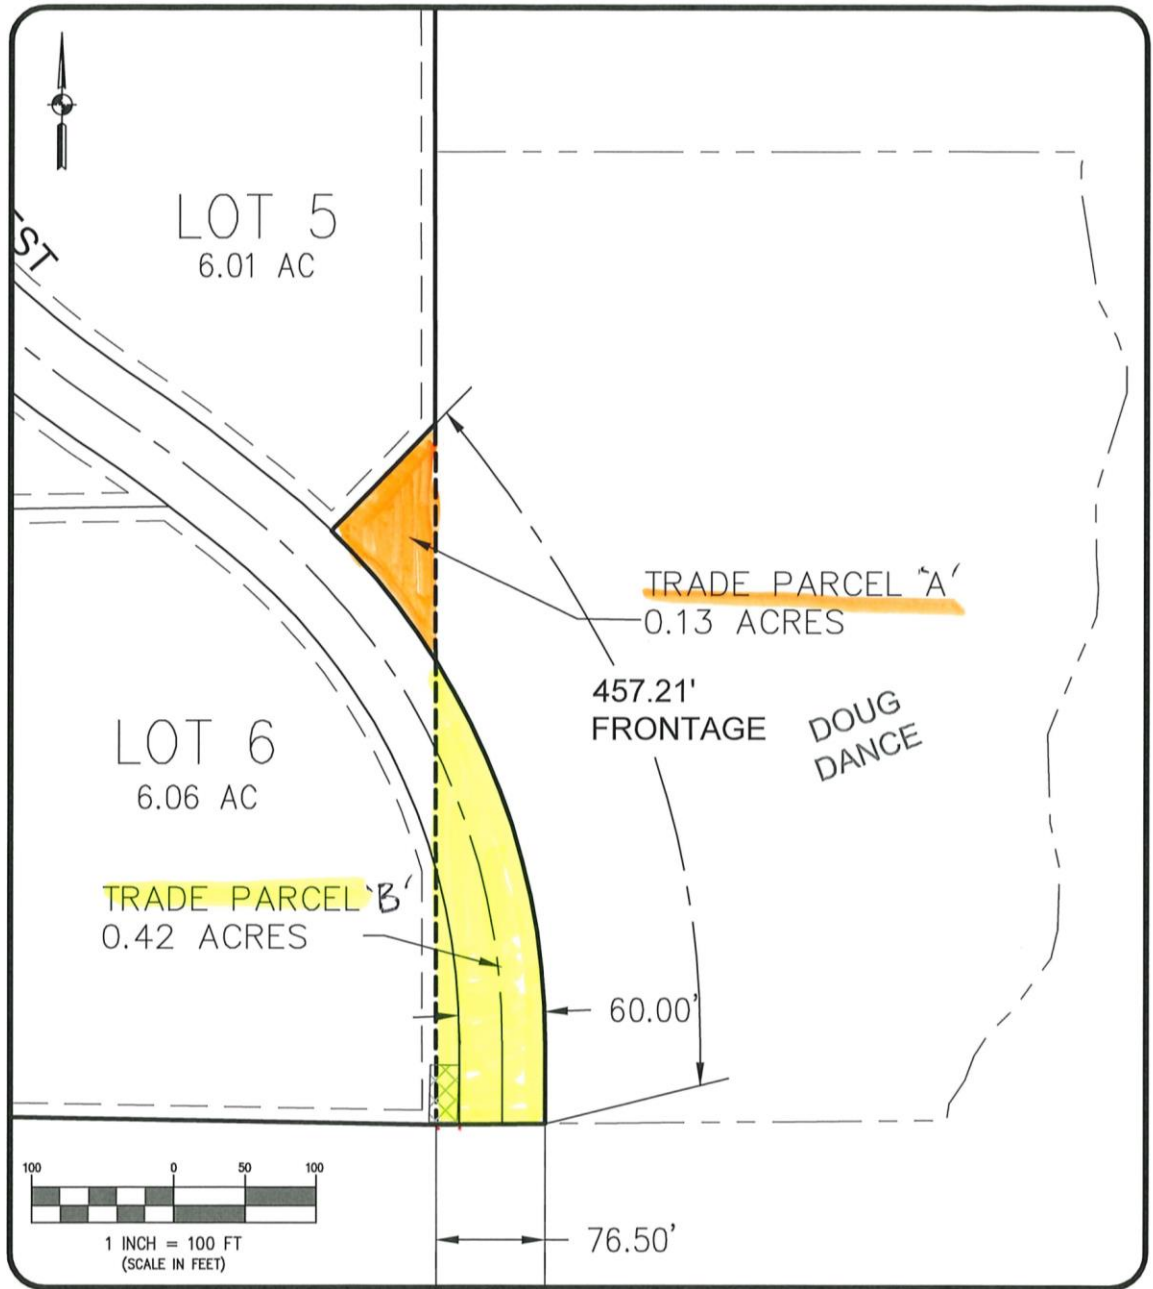 LOT 5
6.01 AC
EST
TRADE PARCEL "A"
0.13 ACRES
457.21'
FRONTAGE
DOUG
DANCE
LOT 6
6.06 AC
TRADE PARCEL 'B'
0.42 ACRES
60.00'
100 0 50 100
1 INCH = 100 FT
(SCALE IN FEET)
76.50'